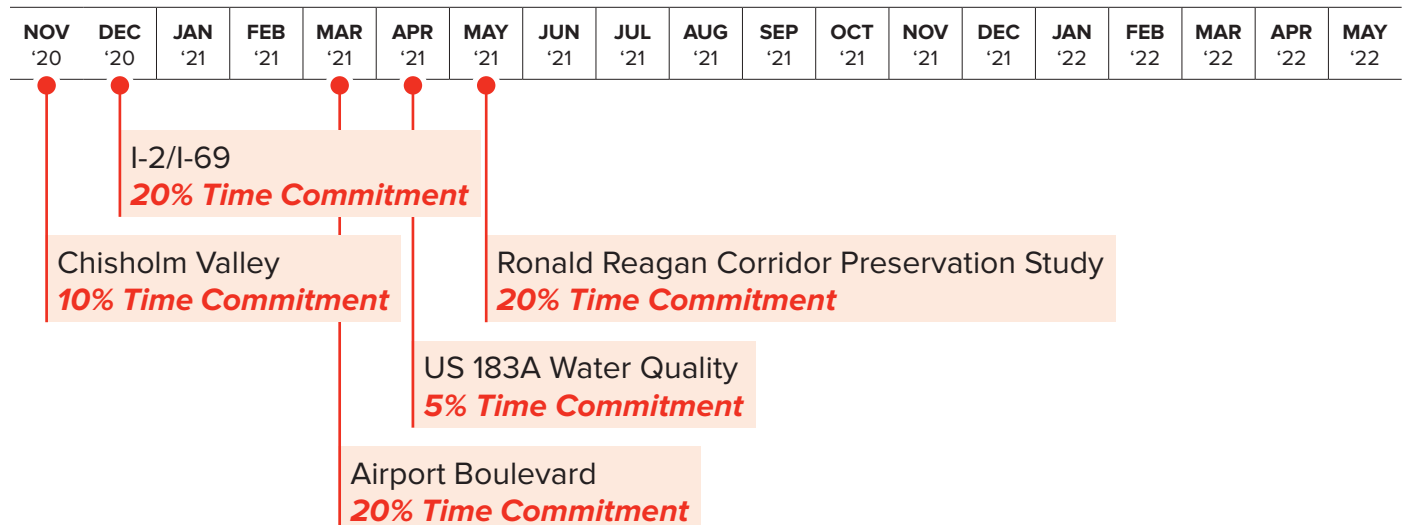 NOV DEC JAN FEB MAR APR MAY JUN JUL AUG SEP OCT NOV DEC JAN FEB MAR APR MAY
‘20 ‘20 ‘21 ‘21 ‘21 ‘21 ‘21 ‘21 ‘21 ‘21 ‘21 ‘21 ‘21 ‘21 ‘22 ‘22 ‘22 ‘22 ‘22
I-2/I-69
20% Time Commitment
Chisholm Valley
10% Time Commitment
Ronald Reagan Corridor Preservation Study
20% Time Commitment
US 183A Water Quality
5% Time Commitment
Airport Boulevard
20% Time Commitment